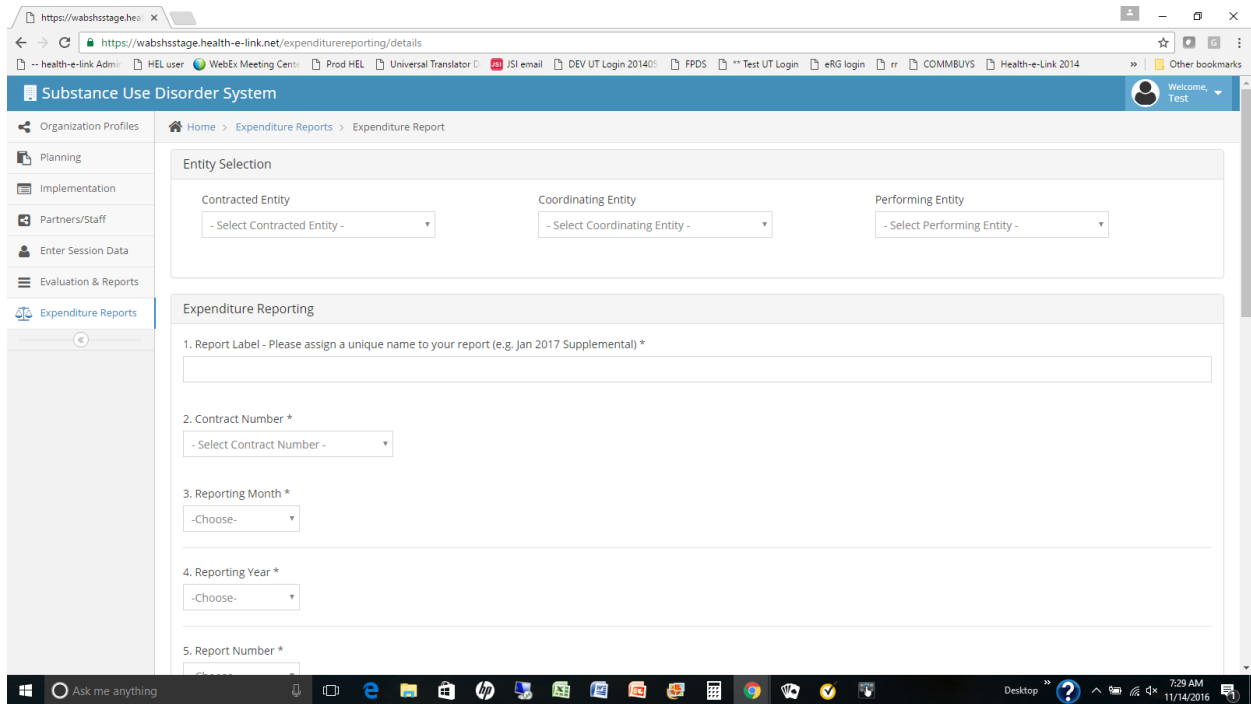 https://wabshsstage.heal
https://wabshsstage.health-e-link.net/expenditurereporting/details
-- health-e-link Admi HEL user WebEx Meeting Cente Prod HEL Universal Translator D JSI JSI email DEV UT Login 201405 FPDS ** Test UT Login eRG login rr COMMBUYS Health-e-Link 2014 » Other bookmarks
Substance Use Disorder System
Welcome,
Test
Organization Profiles
Planning
Implementation
Partners/Staff
Enter Session Data
Evaluation & Reports
Expenditure Reports
Home > Expenditure Reports > Expenditure Report
Entity Selection
Contracted Entity Coordinating Entity Performing Entity
- Select Contracted Entity - - Select Coordinating Entity - - Select Performing Entity -
Expenditure Reporting
1. Report Label - Please assign a unique name to your report (e.g. Jan 2017 Supplemental) *
2. Contract Number *
- Select Contract Number -
3. Reporting Month *
-Choose-
4. Reporting Year *
-Choose-
5. Report Number *
Ask me anything
Desktop »
7:29 AM
11/14/2016